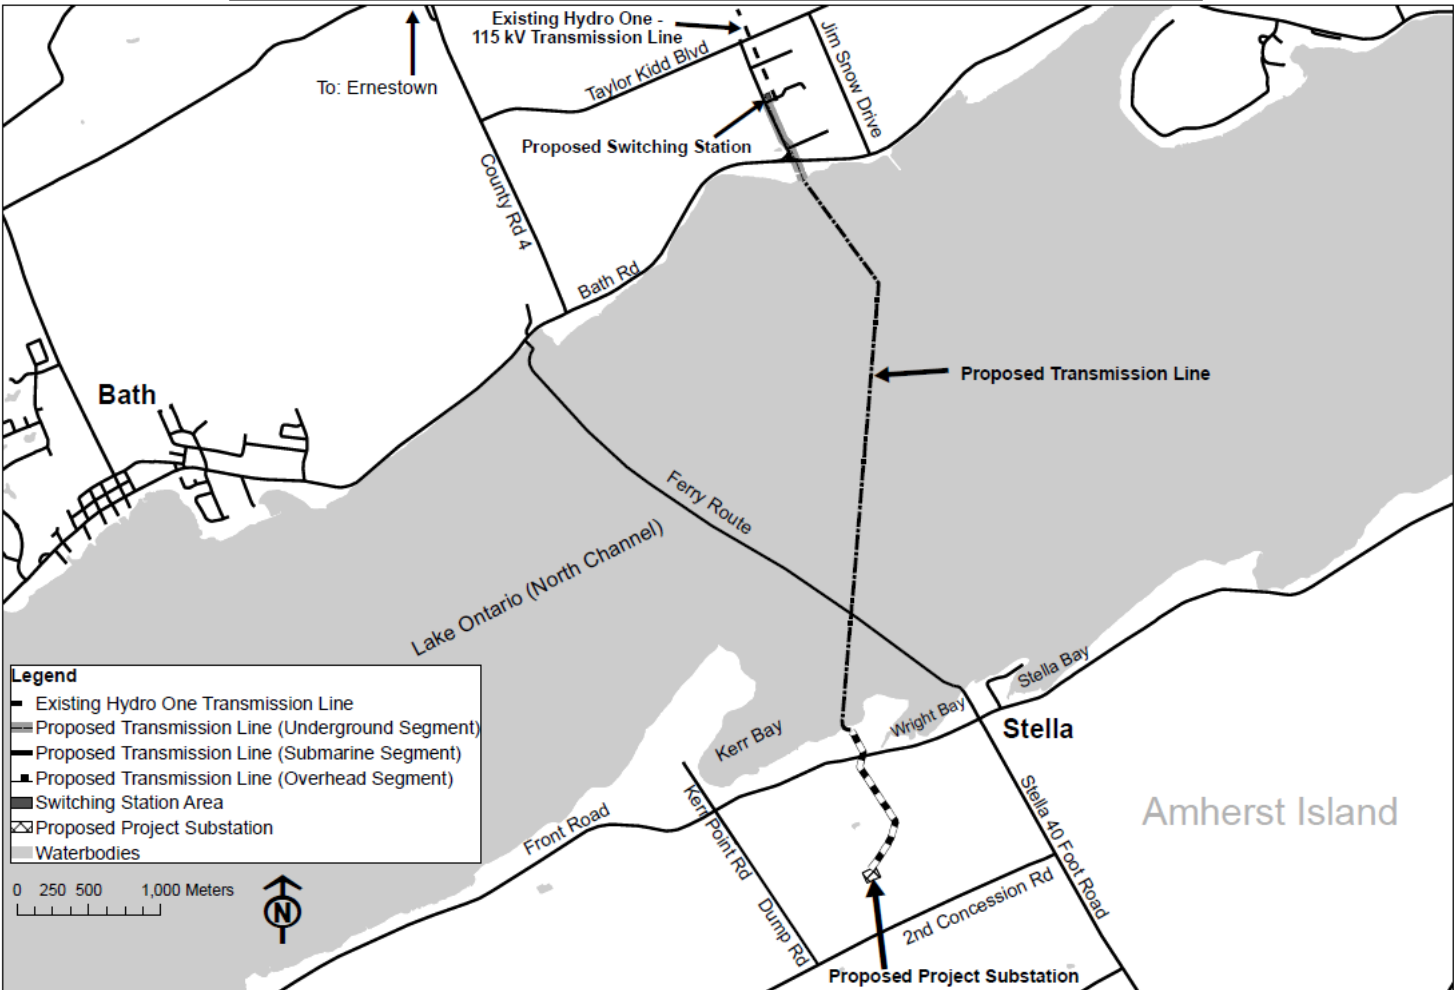 Existing Hydro One -
115 kV Transmission Line
To: Ernestown
Taylor Kidd Blvd
Jim Snow Drive
Proposed Switching Station
County Rd 4
Bath Rd
Proposed Transmission Line
Bath
Ferry Route
Lake Ontario (North Channel)
Stella Bay
Wright Bay
Kerr Bay
Stella
Amherst Island
Stella 40 Foot Road
Front Road
Kerr Point Rd
Dump Rd
2nd Concession Rd
Proposed Project Substation
Legend
Existing Hydro One Transmission Line
Proposed Transmission Line (Underground Segment)
Proposed Transmission Line (Submarine Segment)
Proposed Transmission Line (Overhead Segment)
Switching Station Area
Proposed Project Substation
Waterbodies
0 250 500 1,000 Meters
N